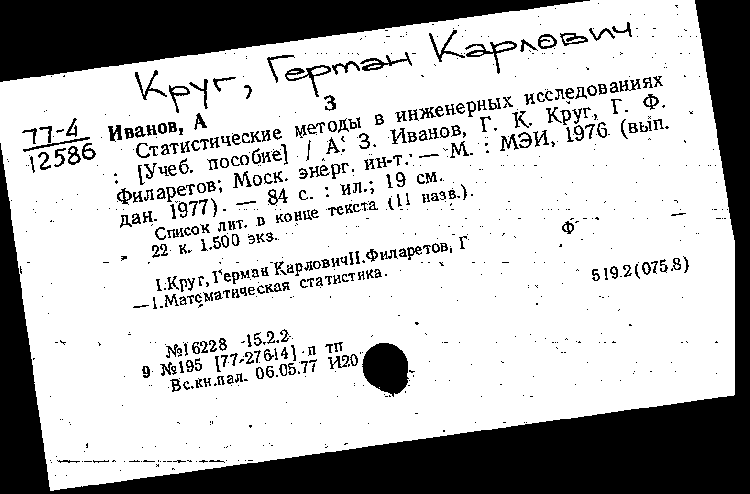 Круг, Герман Карлович
77-4
12586
Иванов, А З
Статистические методы в инженерных исследованиях
: [Учеб. пособие] / А. З. Иванов, Г. К. Круг, Г. Ф.
Филаретов; Моск. энерг. ин-т. — М. : МЭИ, 1976 (вып.
дан. 1977). — 84 с. : ил.; 19 см.
Список лит. в конце текста (11 назв.).
22 к. 1.500 экз.
I.Круг, Герман КарловичII.Филаретов, Г Ф
—1.Математическая статистика.
519.2(075.8)
№16228 -15.2.2
9 №195 [77-27614] п тп
Вс.кн.пал. 06.05.77 И20